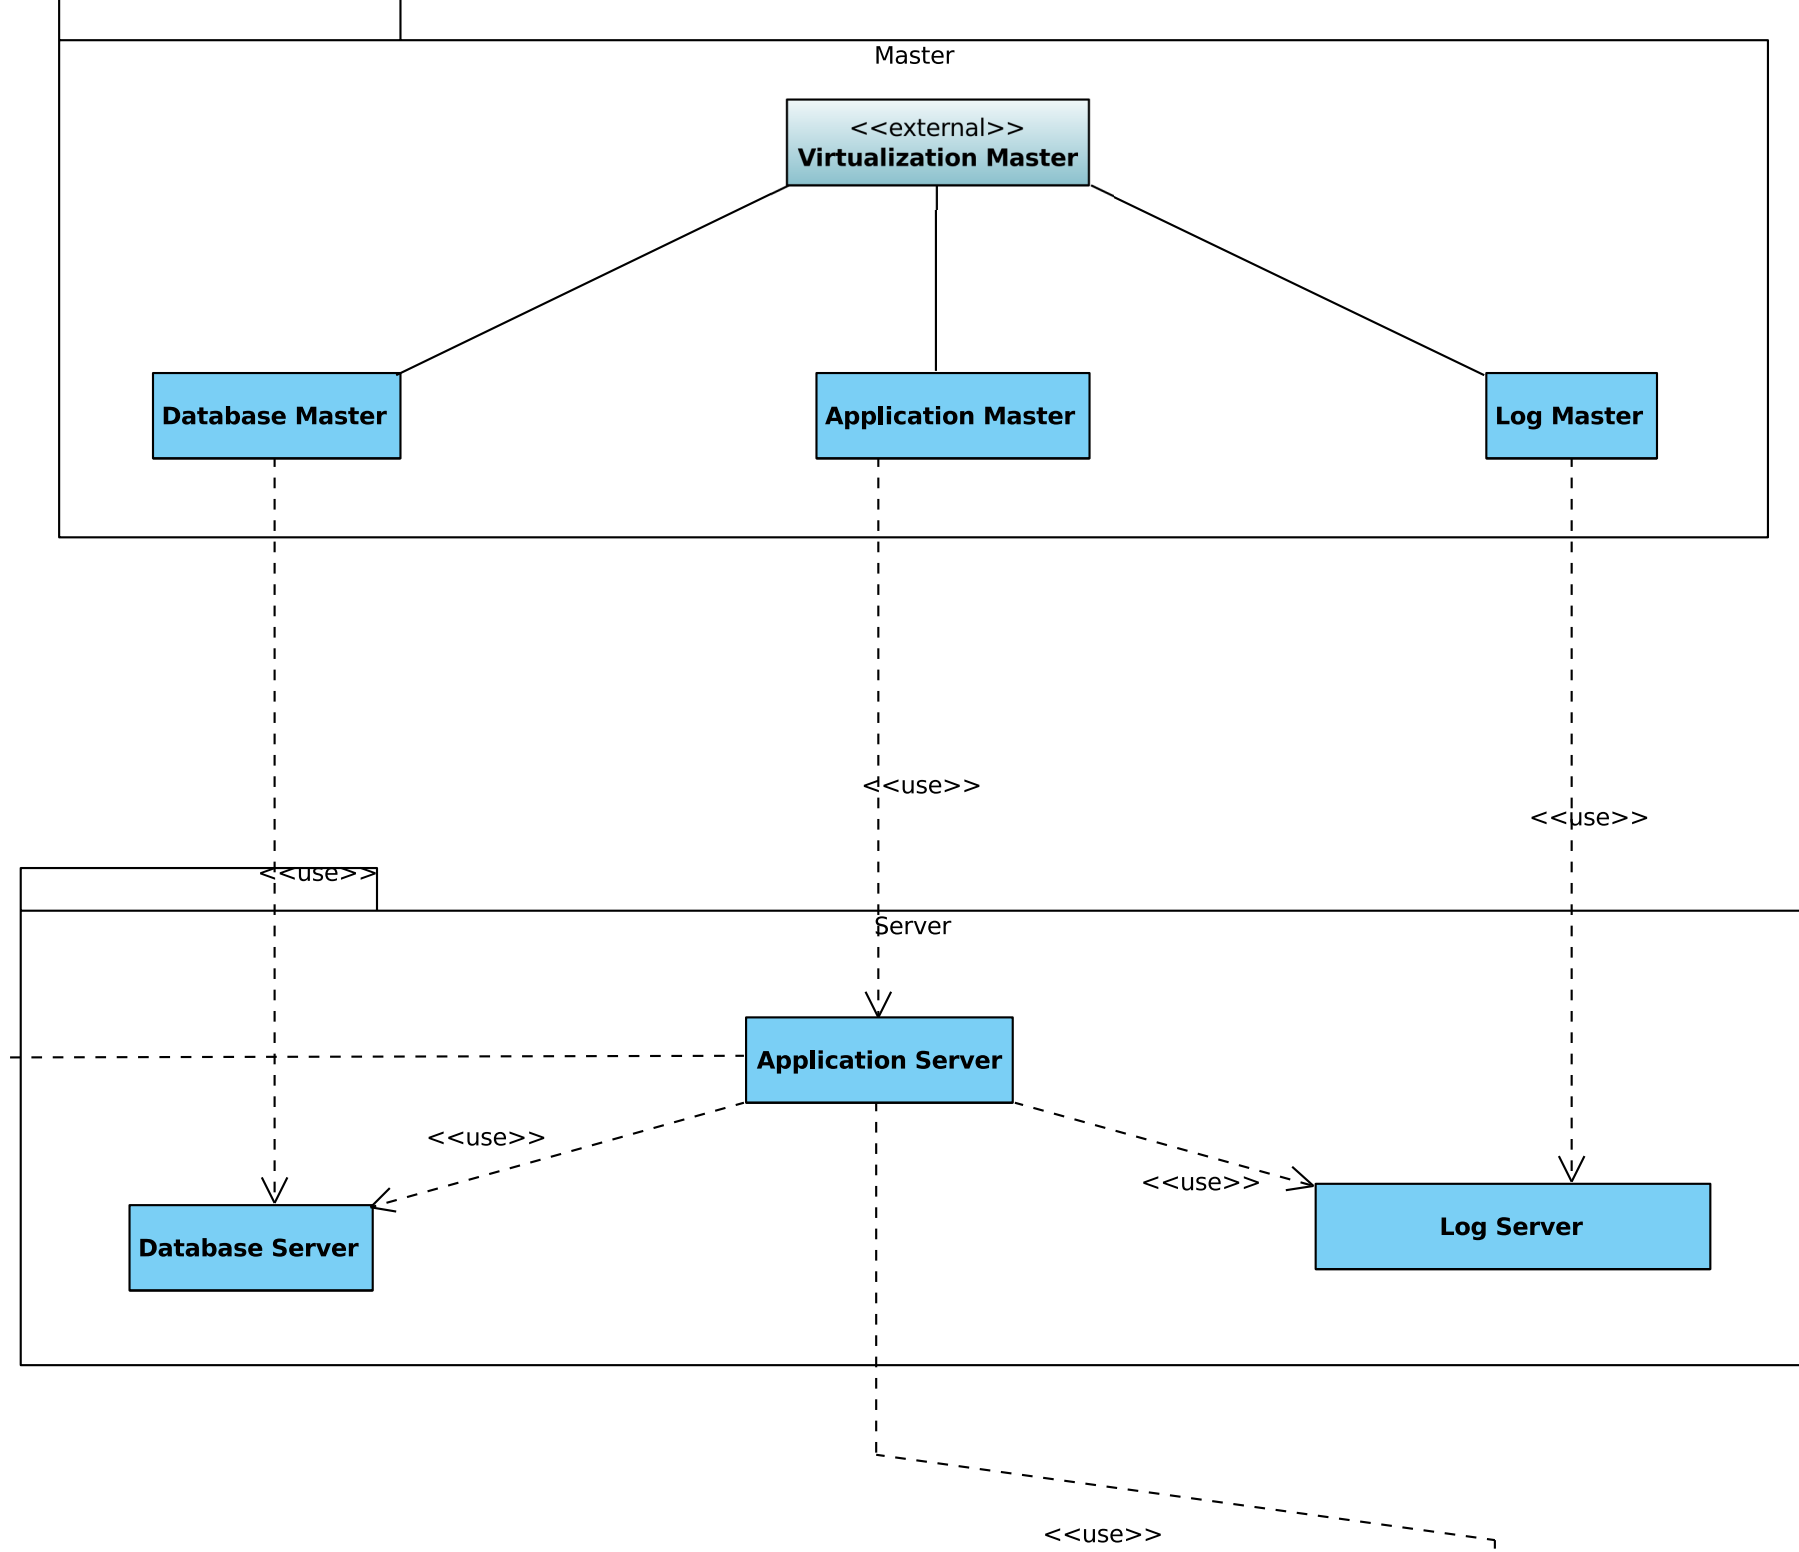 Master
<<external>>
Virtualization Master
Database Master
Application Master
Log Master
<<use>>
<<use>>
<<use>>
Server
Application Server
<<use>>
<<use>>
Log Server
Database Server
<<use>>